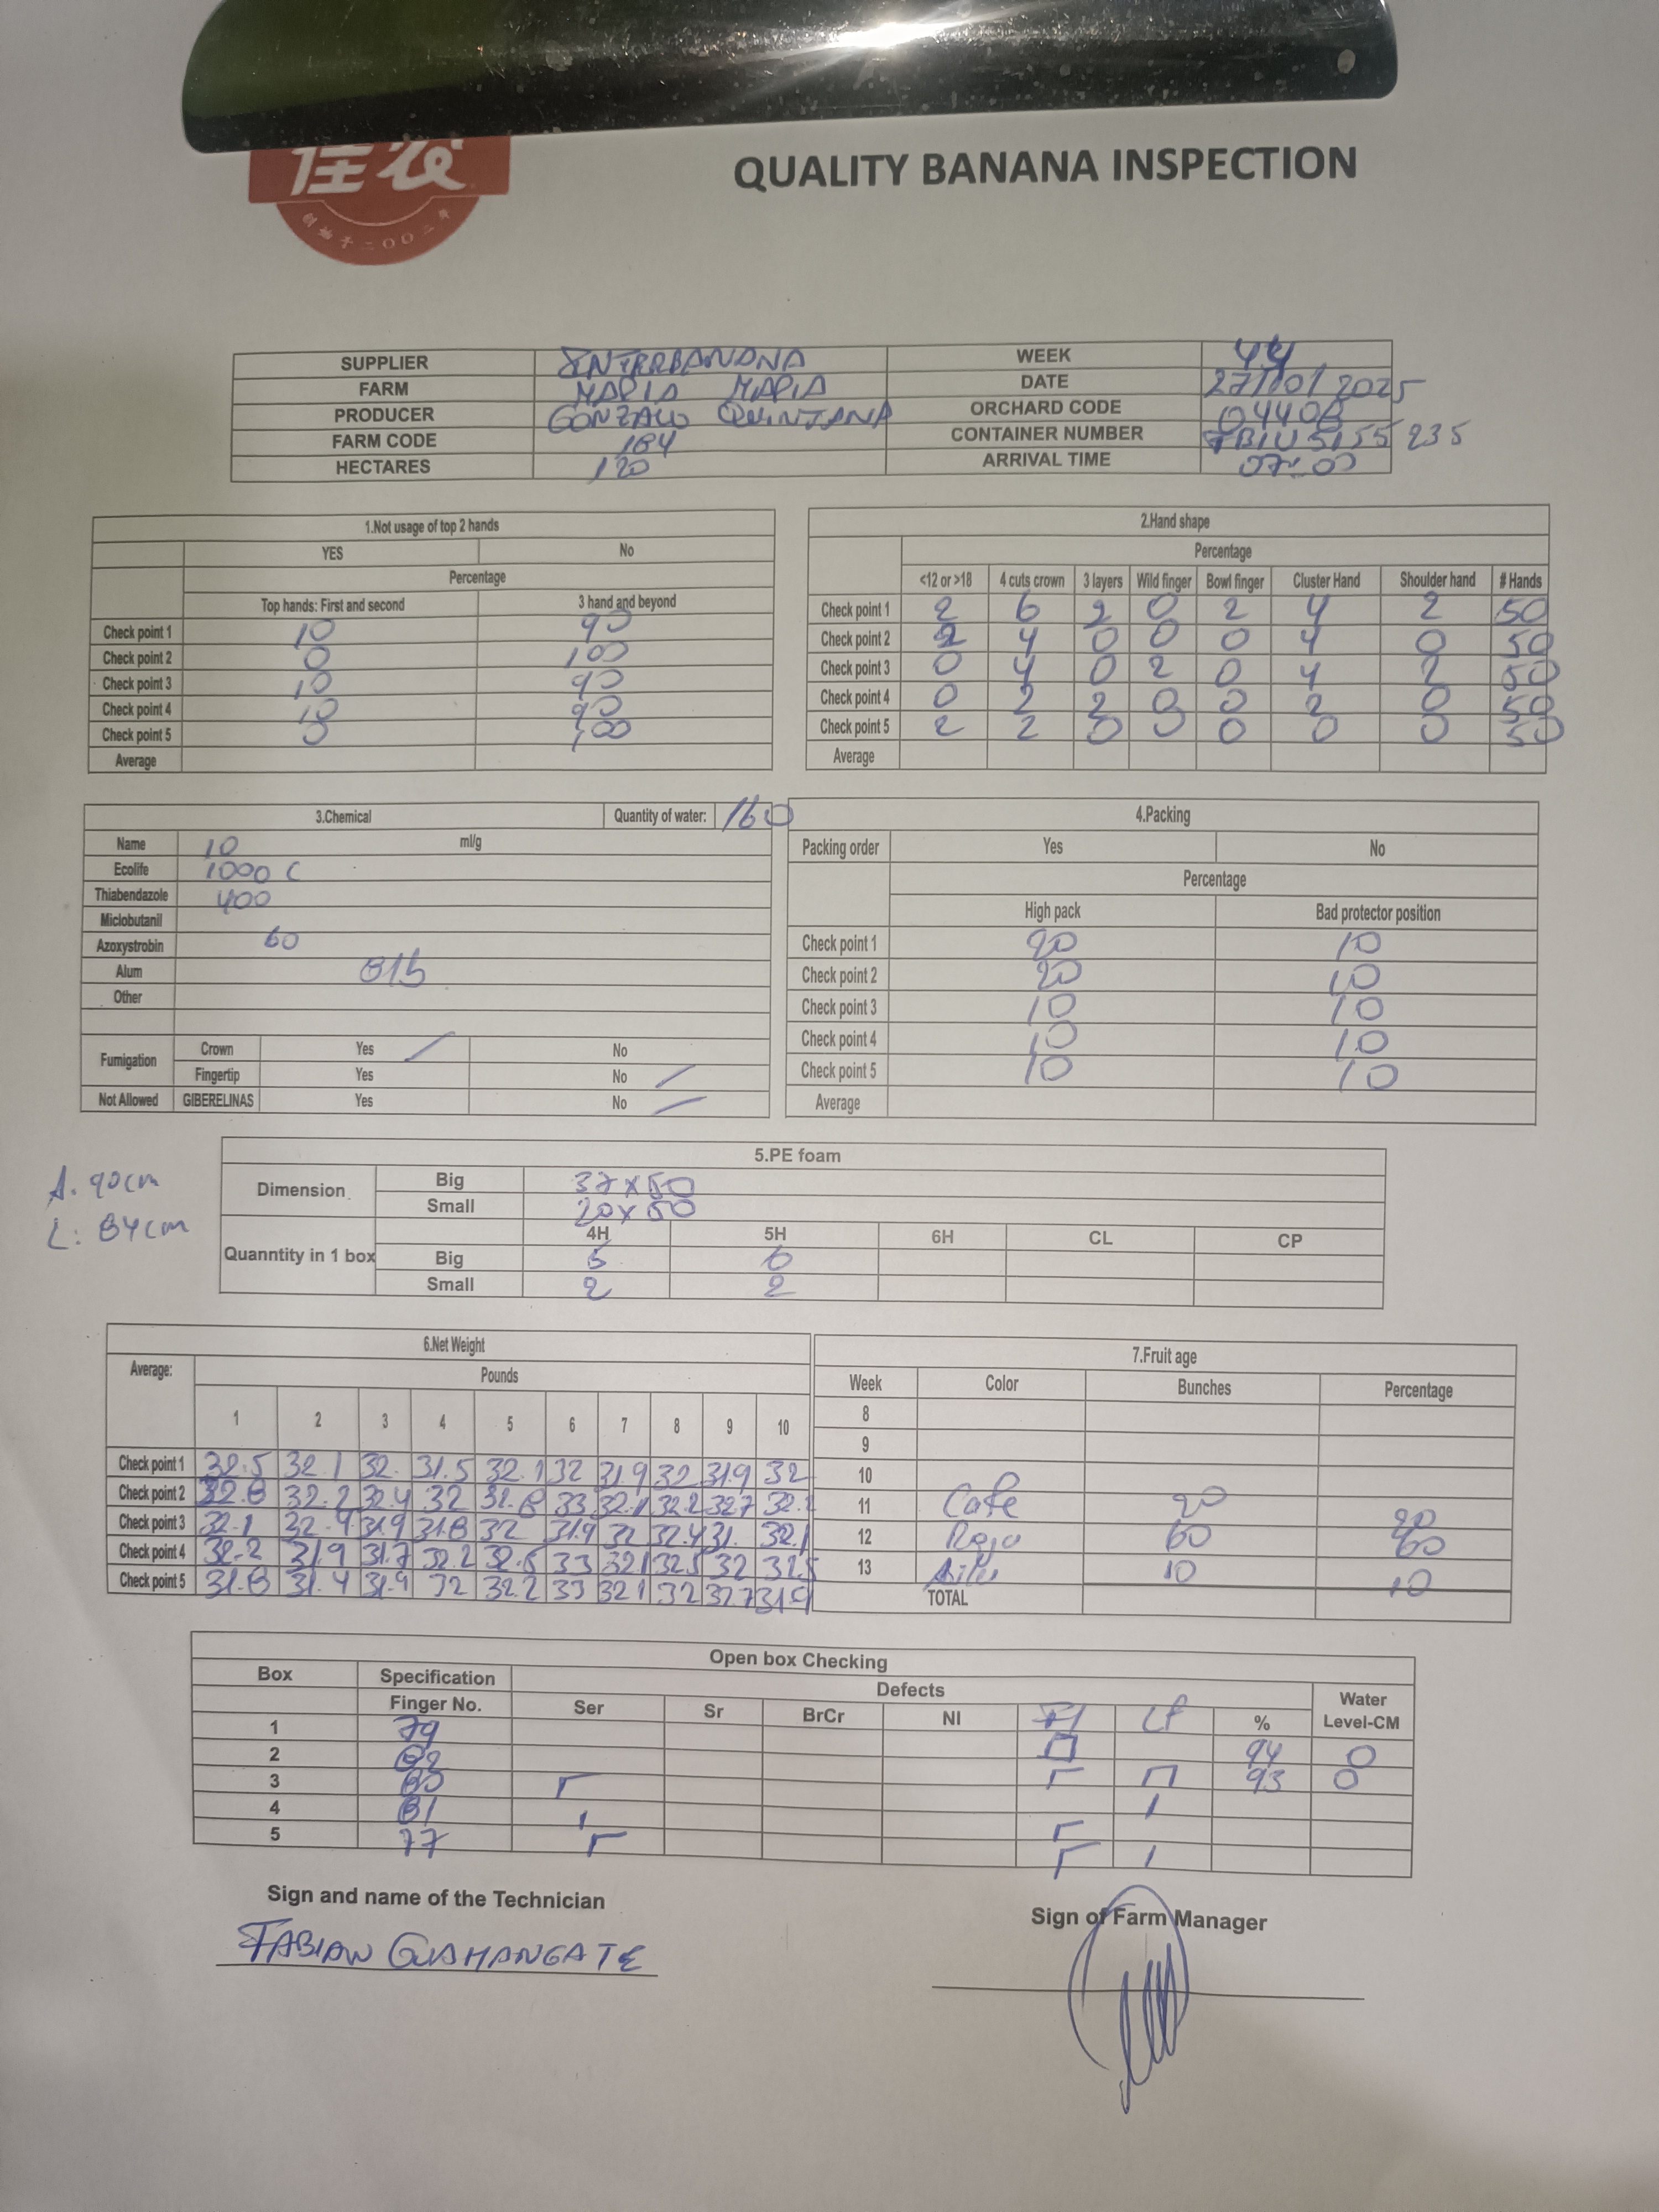 佳农
创始于二〇〇二年
QUALITY BANANA INSPECTION
SUPPLIER INTERBANANA WEEK 44
FARM MARIA MARIA DATE 27/10/2025
PRODUCER GONZALO QUINTANA ORCHARD CODE
FARM CODE 184 CONTAINER NUMBER TBIU5155235
HECTARES 120 ARRIVAL TIME 07:00
1.Not usage of top 2 hands
YES No
Percentage
Top hands: First and second 3 hand and beyond
Check point 1 10 90
Check point 2 0 100
Check point 3 10 90
Check point 4 10 90
Check point 5 0 100
Average
2.Hand shape
Percentage
<12 or >18 4 cuts crown 3 layers Wild finger Bowl finger Cluster Hand Shoulder hand # Hands
Check point 1 2 6 2 0 2 4 2 50
Check point 2 2 4 0 0 0 4 0 50
Check point 3 0 4 0 2 0 4 2 50
Check point 4 0 2 2 0 0 2 0 50
Check point 5 2 2 0 0 0 0 0 50
Average
3.Chemical Quantity of water: 160
Name 10 ml/g
Ecolife 1000 C
Thiabendazole 400
Miclobutanil
Azoxystrobin 60
Alum
Other
Fumigation Crown Yes No
Fingertip Yes No
Not Allowed GIBERELINAS Yes No
4.Packing
Packing order Yes No
Percentage
High pack Bad protector position
Check point 1 20 10
Check point 2 20 10
Check point 3 10 10
Check point 4 10 10
Check point 5 10 10
Average
A. 90cm
L: 84cm
5.PE foam
Dimension Big 37x50
Small 20x50
4H 5H 6H CL CP
Quanntity in 1 box Big 5 6
Small 2 2
6.Net Weight
Average: Pounds
1 2 3 4 5 6 7 8 9 10
Check point 1 32.5 32.1 32. 31.5 32.1 32 31.9 32 31.9 32
Check point 2 32.8 32.2 32.4 32 32.8 33 32.1 32.2 32.7 32.2
Check point 3 32.1 32.4 31.9 31.8 32 31.9 32 32.4 31. 32.1
Check point 4 32.2 31.9 31.7 32.2 32.5 33 32.1 32.5 32 32.5
Check point 5 31.8 31.4 31.9 32 32.2 33 32.1 32 32.7 31.9
7.Fruit age
Week Color Bunches Percentage
8
9
10
11 Cafe 20 20
12 Rojo 60 60
13 10 10
TOTAL
Open box Checking
Box Specification Defects Water
Finger No. Ser Sr BrCr NI FI LF % Level-CM
1 79 94 0
2 82 93 0
3 80
4 81
5 77
Sign and name of the Technician
FABIAN GUAHANGATE
Sign of Farm Manager